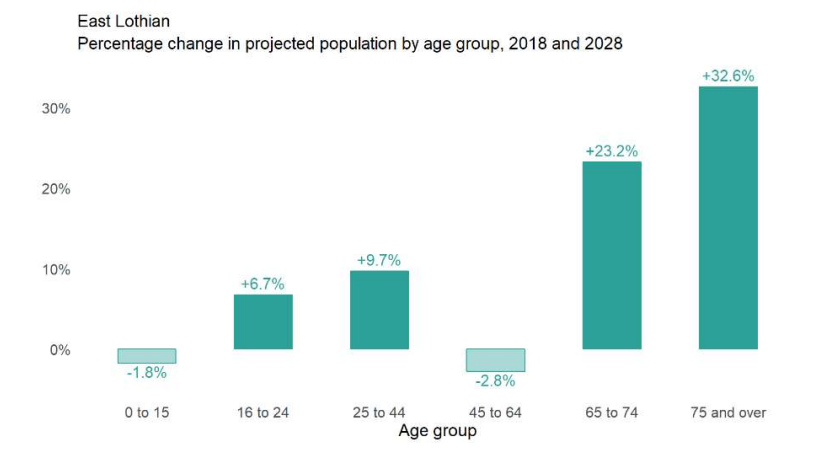 East Lothian
Percentage change in projected population by age group, 2018 and 2028
+32.6%
30%
+23.2%
20%
+9.7%
10%
+6.7%
0%
-1.8%
-2.8%
0 to 15 16 to 24 25 to 44 45 to 64 65 to 74 75 and over
Age group